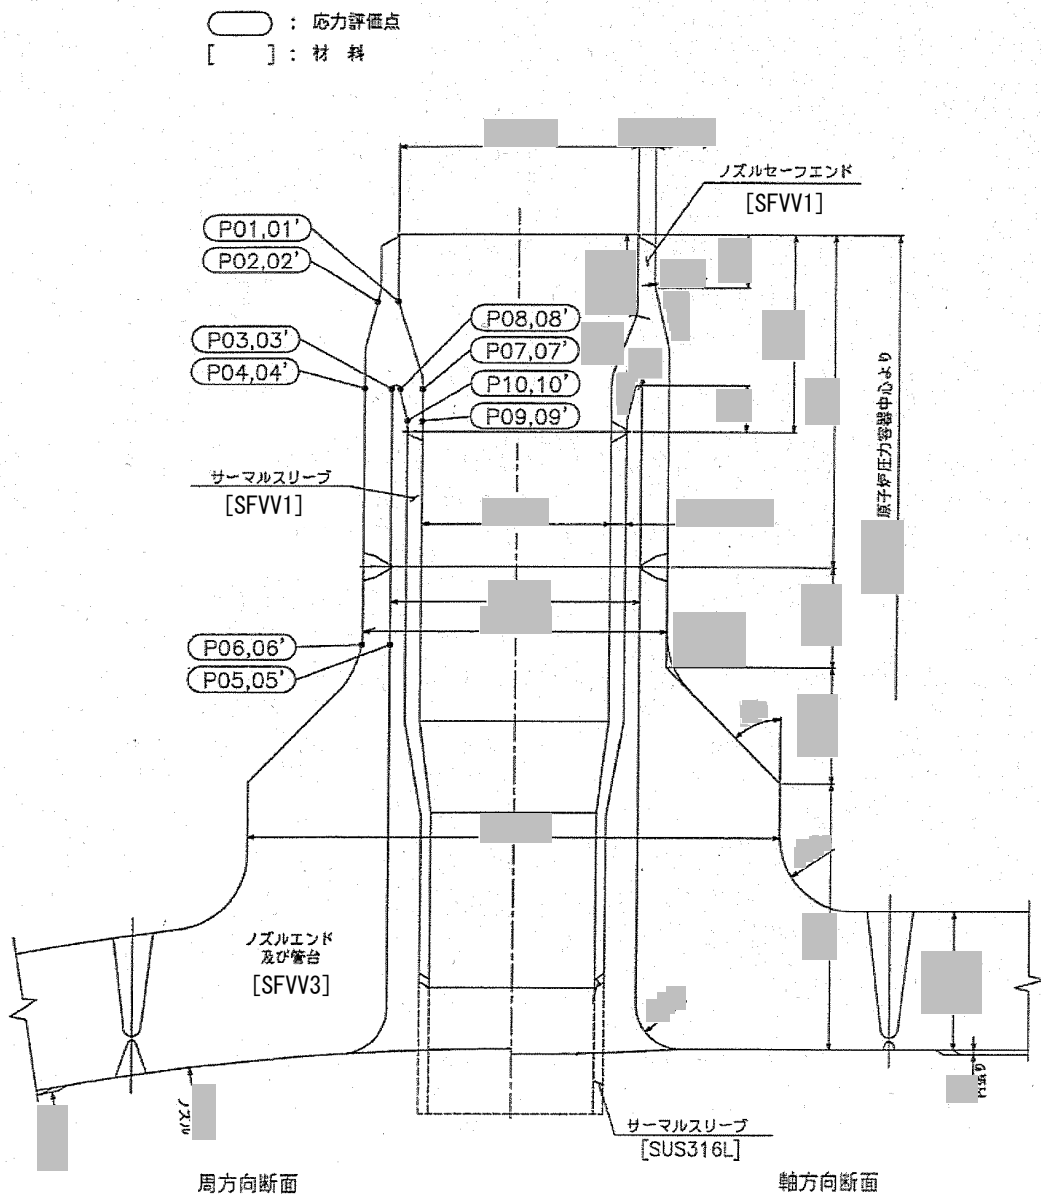 ： 応力評価点
[　　] ： 材　料
ノズルセーフエンド
[SFVV1]
P01,01'
P02,02'
P03,03'
P04,04'
P08,08'
P07,07'
P10,10'
P09,09'
原子炉圧力容器中心より
サーマルスリーブ
[SFVV1]
P06,06'
P05,05'
ノズルエンド
及び管台
[SFVV3]
ノズル
サーマルスリーブ
[SUS316L]
周方向断面
軸方向断面